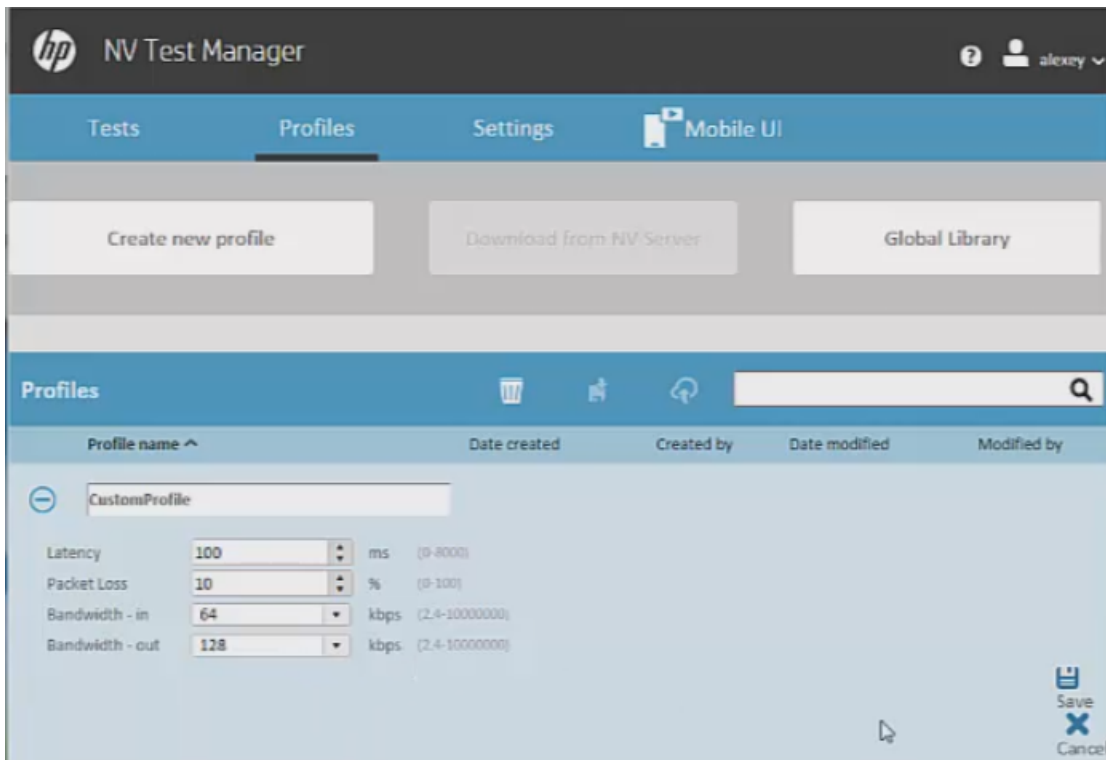 hp NV Test Manager ? alexey
Tests Profiles Settings Mobile UI
Create new profile Download from NV Server Global Library
Profiles
Profile name Date created Created by Date modified Modified by
CustomProfile
Latency 100 ms (0-8000)
Packet Loss 10 % (0-100)
Bandwidth - in 64 kbps (2.4-10000000)
Bandwidth - out 128 kbps (2.4-10000000)
Save
Cancel